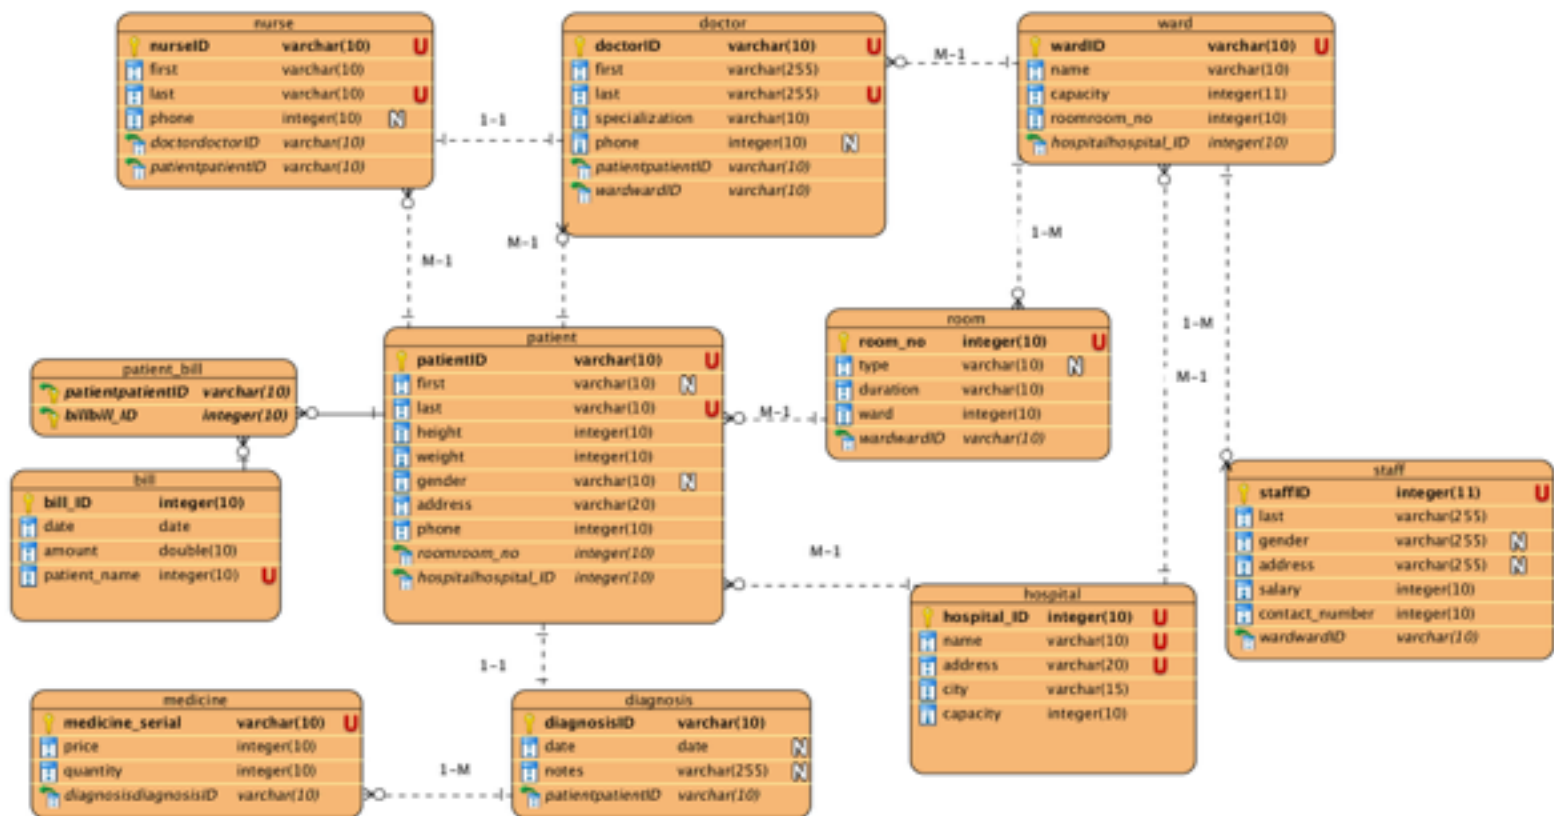 nurse
nurseID varchar(10) U
first varchar(10)
last varchar(10) U
phone integer(10) N
doctordoctorID varchar(10)
patientpatientID varchar(10)
doctor
doctorID varchar(10) U
first varchar(255)
last varchar(255) U
specialization varchar(10)
phone integer(10) N
patientpatientID varchar(10)
wardwardID varchar(10)
ward
wardID varchar(10) U
name varchar(10)
capacity integer(11)
roomroom_no integer(10)
hospitalhospital_ID integer(10)
M-1
1-1
M-1
M-1
1-M
1-M
M-1
patient
patientID varchar(10) U
first varchar(10) N
last varchar(10) U
height integer(10)
weight integer(10)
gender varchar(10) N
address varchar(20)
phone integer(10)
roomroom_no integer(10)
hospitalhospital_ID integer(10)
room
room_no integer(10) U
type varchar(10) N
duration varchar(10)
ward integer(10)
wardwardID varchar(10)
M-1
patient_bill
patientpatientID varchar(10)
billbill_ID integer(10)
bill
bill_ID integer(10)
date date
amount double(10)
patient_name integer(10) U
staff
staffID integer(11) U
last varchar(255)
gender varchar(255) N
address varchar(255) N
salary integer(10)
contact_number integer(10)
wardwardID varchar(10)
M-1
hospital
hospital_ID integer(10) U
name varchar(10) U
address varchar(20) U
city varchar(15)
capacity integer(10)
1-1
medicine
medicine_serial varchar(10) U
price integer(10)
quantity integer(10)
diagnosisdiagnosisID varchar(10)
1-M
diagnosis
diagnosisID varchar(10)
date date N
notes varchar(255) N
patientpatientID varchar(10)